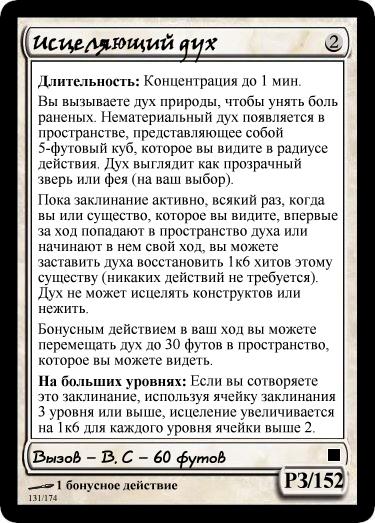 Исцеляющий дух
2
Длительность: Концентрация до 1 мин.
Вы вызываете дух природы, чтобы унять боль
раненых. Нематериальный дух появляется в
пространстве, представляющее собой
5-футовый куб, которое вы видите в радиусе
действия. Дух выглядит как прозрачный
зверь или фея (на ваш выбор).
Пока заклинание активно, всякий раз, когда
вы или существо, которое вы видите, впервые
за ход попадают в пространство духа или
начинают в нем свой ход, вы можете
заставить духа восстановить 1к6 хитов этому
существу (никаких действий не требуется).
Дух не может исцелять конструктов или
нежить.
Бонусным действием в ваш ход вы можете
перемещать дух до 30 футов в пространство,
которое вы можете видеть.
На больших уровнях: Если вы сотворяете
это заклинание, используя ячейку заклинания
3 уровня или выше, исцеление увеличивается
на 1к6 для каждого уровня ячейки выше 2.
Вызов – В, С – 60 футов
1 бонусное действие
P3/152
131/174